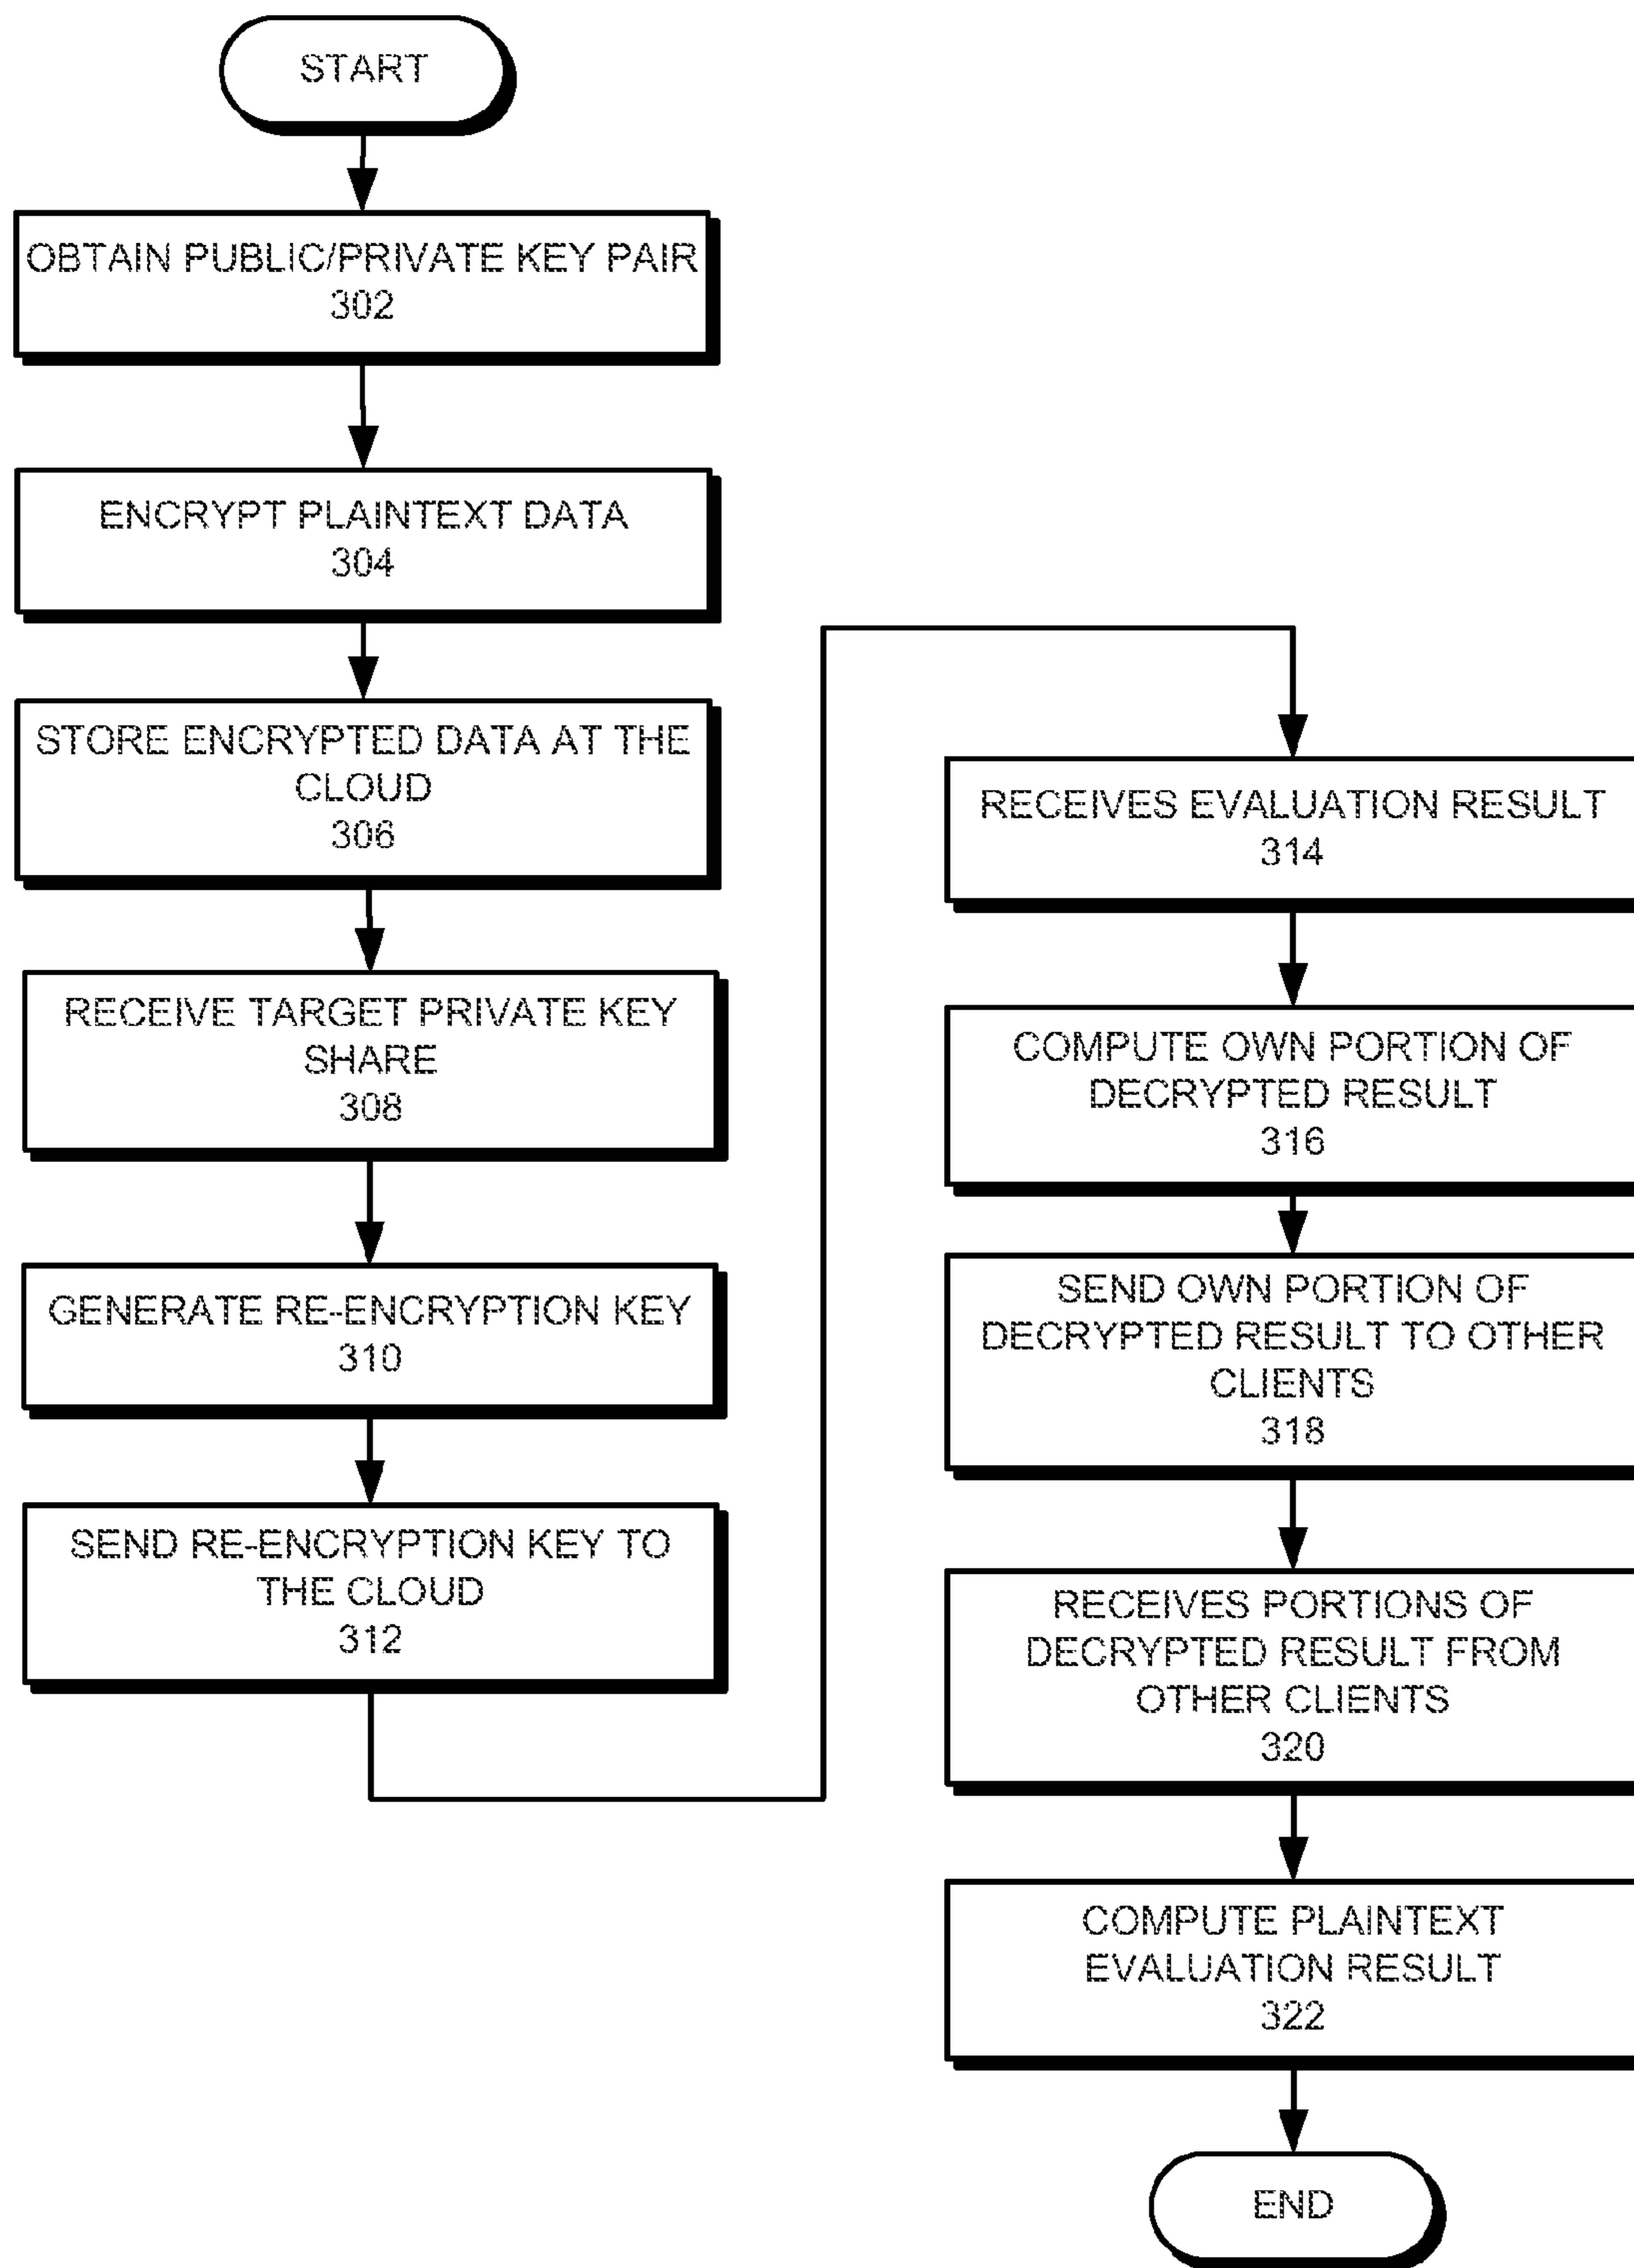 START
OBTAIN PUBLIC/PRIVATE KEY PAIR
302
ENCRYPT PLAINTEXT DATA
304
STORE ENCRYPTED DATA AT THE
CLOUD
306
RECEIVE TARGET PRIVATE KEY
SHARE
308
GENERATE RE-ENCRYPTION KEY
310
SEND RE-ENCRYPTION KEY TO
THE CLOUD
312
RECEIVES EVALUATION RESULT
314
COMPUTE OWN PORTION OF
DECRYPTED RESULT
316
SEND OWN PORTION OF
DECRYPTED RESULT TO OTHER
CLIENTS
318
RECEIVES PORTIONS OF
DECRYPTED RESULT FROM
OTHER CLIENTS
320
COMPUTE PLAINTEXT
EVALUATION RESULT
322
END